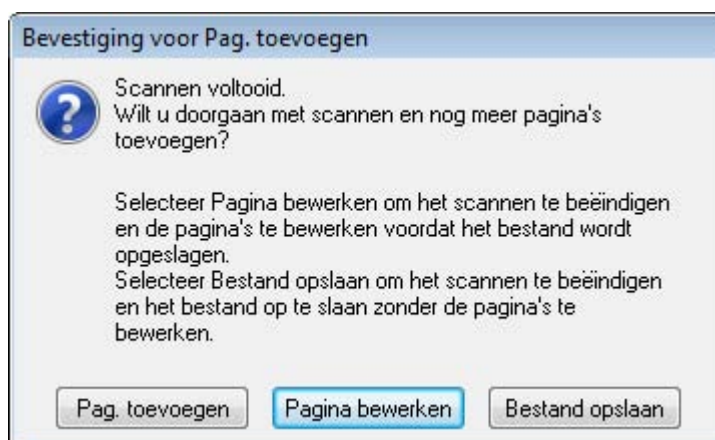 Bevestiging voor Pag. toevoegen
Scannen voltooid.
Wilt u doorgaan met scannen en nog meer pagina's
toevoegen?
Selecteer Pagina bewerken om het scannen te beëindigen
en de pagina's te bewerken voordat het bestand wordt
opgeslagen.
Selecteer Bestand opslaan om het scannen te beëindigen
en het bestand op te slaan zonder de pagina's te
bewerken.
Pag. toevoegen Pagina bewerken Bestand opslaan